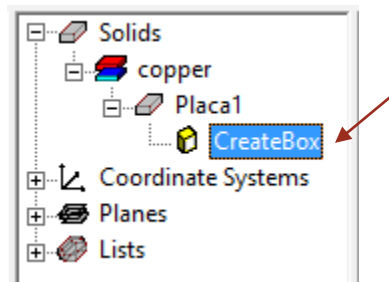 Solids
copper
Placa1
CreateBox
Coordinate Systems
Planes
Lists